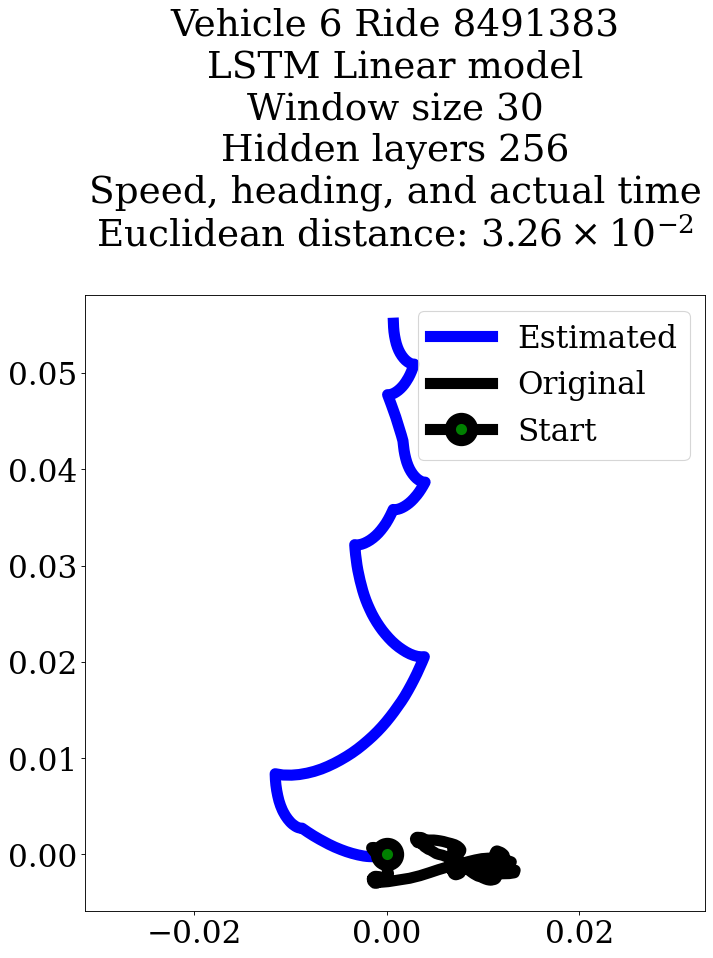 Vehicle 6 Ride 8491383
LSTM Linear model
Window size 30
Hidden layers 256
Speed, heading, and actual time
Euclidean distance: 3.26 × 10⁻²
Estimated
Original
Start
0.05
0.04
0.03
0.02
0.01
0.00
−0.02
0.00
0.02